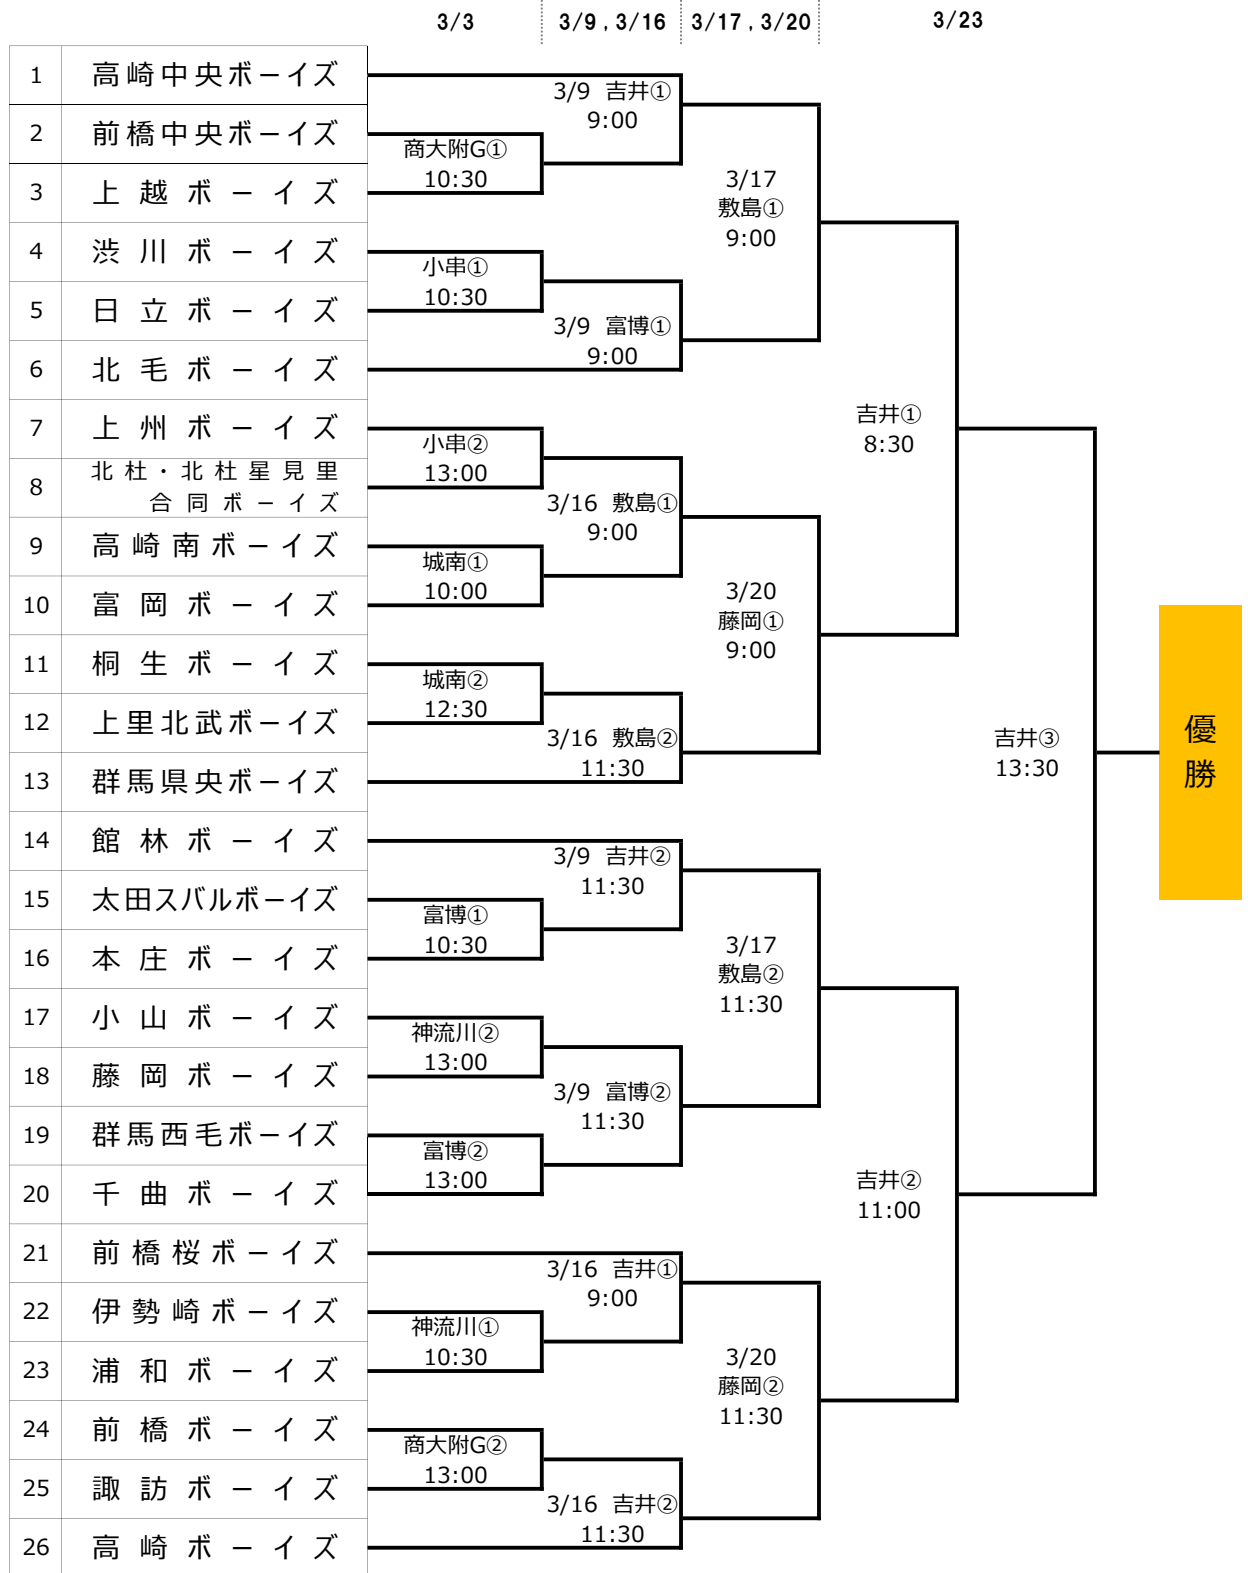 3/3 3/9 , 3/16 3/17 , 3/20 3/23
1 高崎中央ボーイズ
3/9 吉井①
9:00
2 前橋中央ボーイズ
商大附G①
10:30
3 上越ボーイズ
3/17
敷島①
9:00
4 渋川ボーイズ
小串①
10:30
5 日立ボーイズ
3/9 富博①
9:00
6 北毛ボーイズ
7 上州ボーイズ
吉井①
8:30
小串②
13:00
8 北杜・北杜星見里
合同ボーイズ
3/16 敷島①
9:00
9 高崎南ボーイズ
城南①
10:00
10 富岡ボーイズ
3/20
藤岡①
9:00
11 桐生ボーイズ
城南②
12:30
12 上里北武ボーイズ
3/16 敷島②
11:30
吉井③
13:30
優
勝
13 群馬県央ボーイズ
14 館林ボーイズ
3/9 吉井②
11:30
15 太田スバルボーイズ
富博①
10:30
16 本庄ボーイズ
3/17
敷島②
11:30
17 小山ボーイズ
神流川②
13:00
18 藤岡ボーイズ
3/9 富博②
11:30
19 群馬西毛ボーイズ
富博②
13:00
20 千曲ボーイズ
吉井②
11:00
21 前橋桜ボーイズ
3/16 吉井①
9:00
22 伊勢崎ボーイズ
神流川①
10:30
23 浦和ボーイズ
3/20
藤岡②
11:30
24 前橋ボーイズ
商大附G②
13:00
25 諏訪ボーイズ
3/16 吉井②
11:30
26 高崎ボーイズ